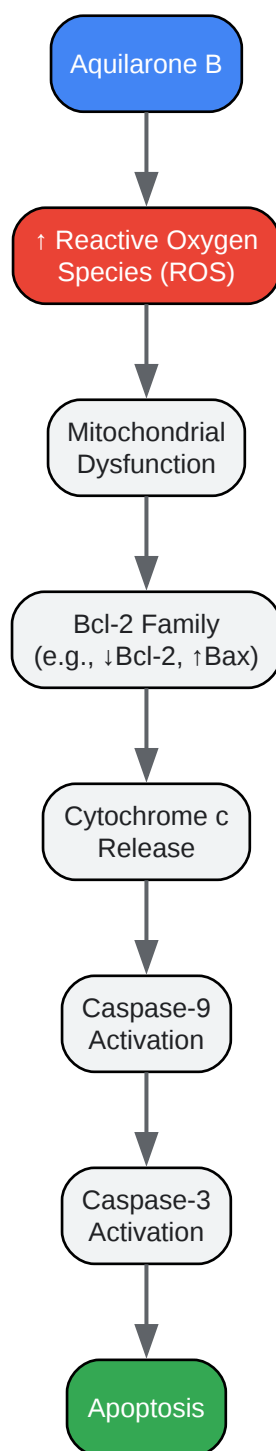 Aquilarone B
↑ Reactive Oxygen
Species (ROS)
Mitochondrial
Dysfunction
Bcl-2 Family
(e.g., ↓Bcl-2, ↑Bax)
Cytochrome c
Release
Caspase-9
Activation
Caspase-3
Activation
Apoptosis